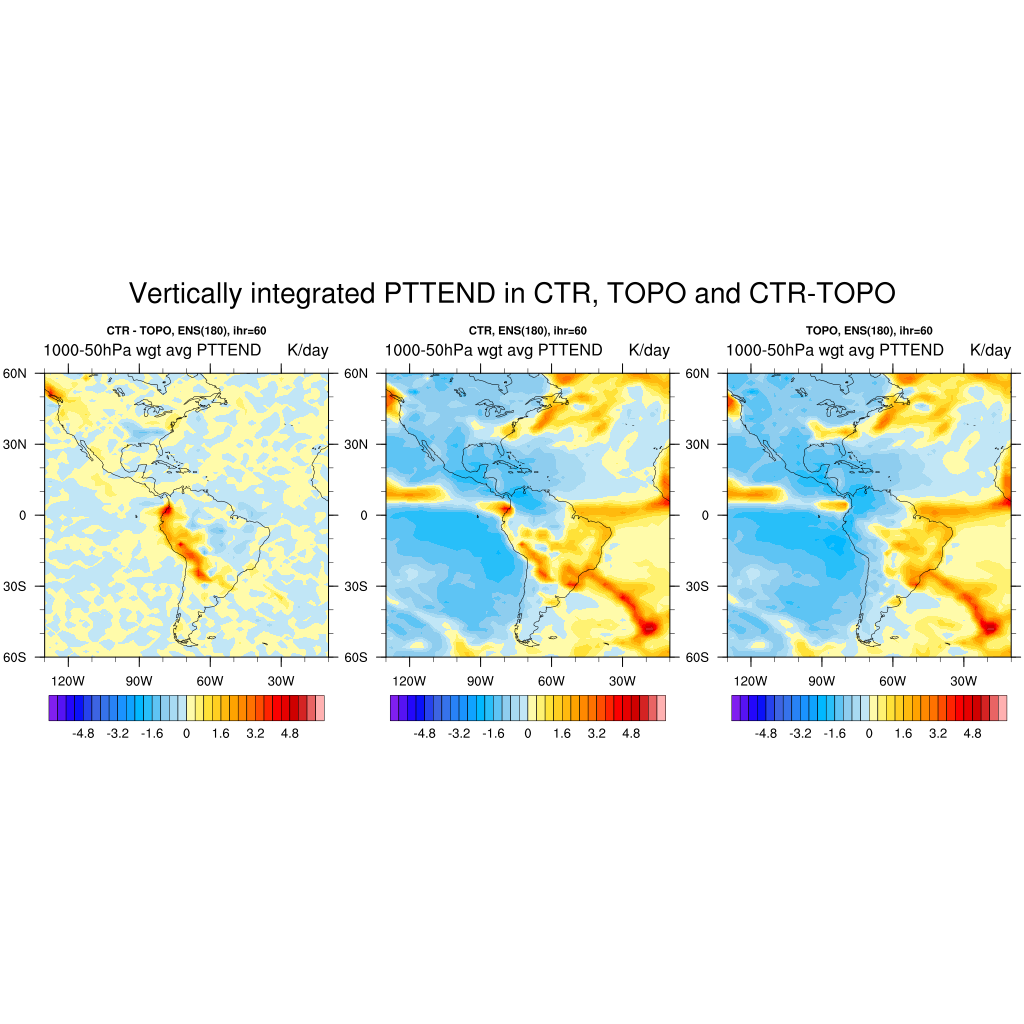 Vertically integrated PTTEND in CTR, TOPO and CTR-TOPO
CTR - TOPO, ENS(180), ihr=60
1000-50hPa wgt avg PTTEND K/day
60N
30N
0
30S
60S
120W 90W 60W 30W
-4.8 -3.2 -1.6 0 1.6 3.2 4.8
CTR, ENS(180), ihr=60
1000-50hPa wgt avg PTTEND K/day
60N
30N
0
30S
60S
120W 90W 60W 30W
-4.8 -3.2 -1.6 0 1.6 3.2 4.8
TOPO, ENS(180), ihr=60
1000-50hPa wgt avg PTTEND K/day
60N
30N
0
30S
60S
120W 90W 60W 30W
-4.8 -3.2 -1.6 0 1.6 3.2 4.8